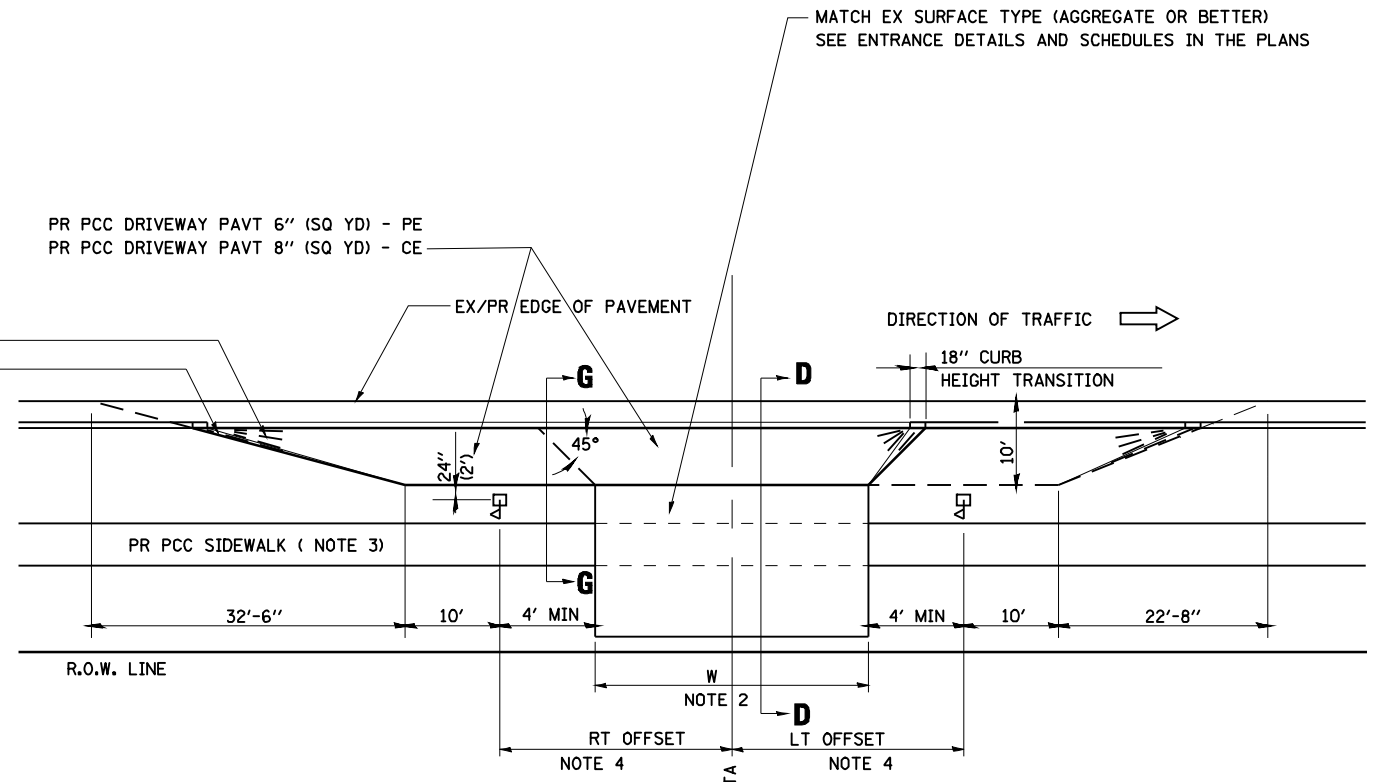 MATCH EX SURFACE TYPE (AGGREGATE OR BETTER)
SEE ENTRANCE DETAILS AND SCHEDULES IN THE PLANS
PR PCC DRIVEWAY PAVT 6" (SQ YD) - PE
PR PCC DRIVEWAY PAVT 8" (SQ YD) - CE
EX/PR EDGE OF PAVEMENT
DIRECTION OF TRAFFIC
18" CURB
HEIGHT TRANSITION
G
D
45°
24"
(2')
10'
PR PCC SIDEWALK ( NOTE 3)
G
32'-6"
10'
4' MIN
4' MIN
10'
22'-8"
R.O.W. LINE
W
NOTE 2
D
RT OFFSET
LT OFFSET
NOTE 4
NOTE 4
TA